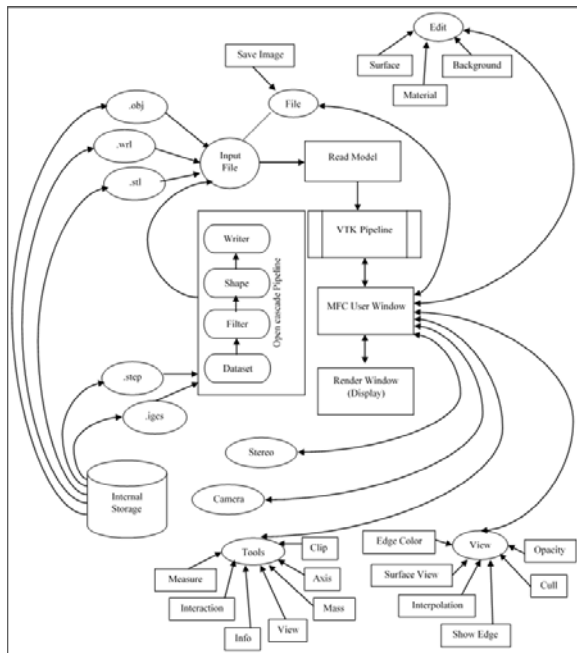 Edit
Save Image
Surface
Background
Material
.obj
File
.wrl
Input
File
Read Model
.stl
Writer
VTK Pipeline
Shape
Open cascade Pipeline
MFC User Window
Filter
Dataset
Render Window
(Display)
.step
.iges
Stereo
Internal
Storage
Camera
Tools
Clip
Edge Color
View
Opacity
Measure
Axis
Surface View
Cull
Interaction
Mass
Interpolation
Info
View
Show Edge